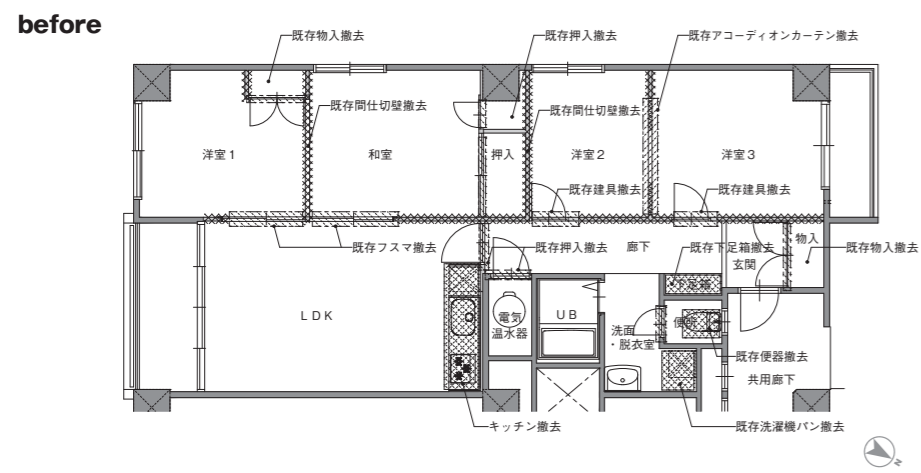 before
既存物入撤去
既存押入撤去
既存アコーディオンカーテン撤去
既存間仕切壁撤去
既存間仕切壁撤去
洋室1
和室
押入
洋室2
洋室3
既存建具撤去
既存建具撤去
既存フスマ撤去
既存押入撤去
廊下
既存下足箱撤去
玄関
物入
既存物入撤去
下足箱
LDK
電気
温水器
UB
洗面
・脱衣室
便所
既存便器撤去
共用廊下
キッチン撤去
既存洗濯機パン撤去
N